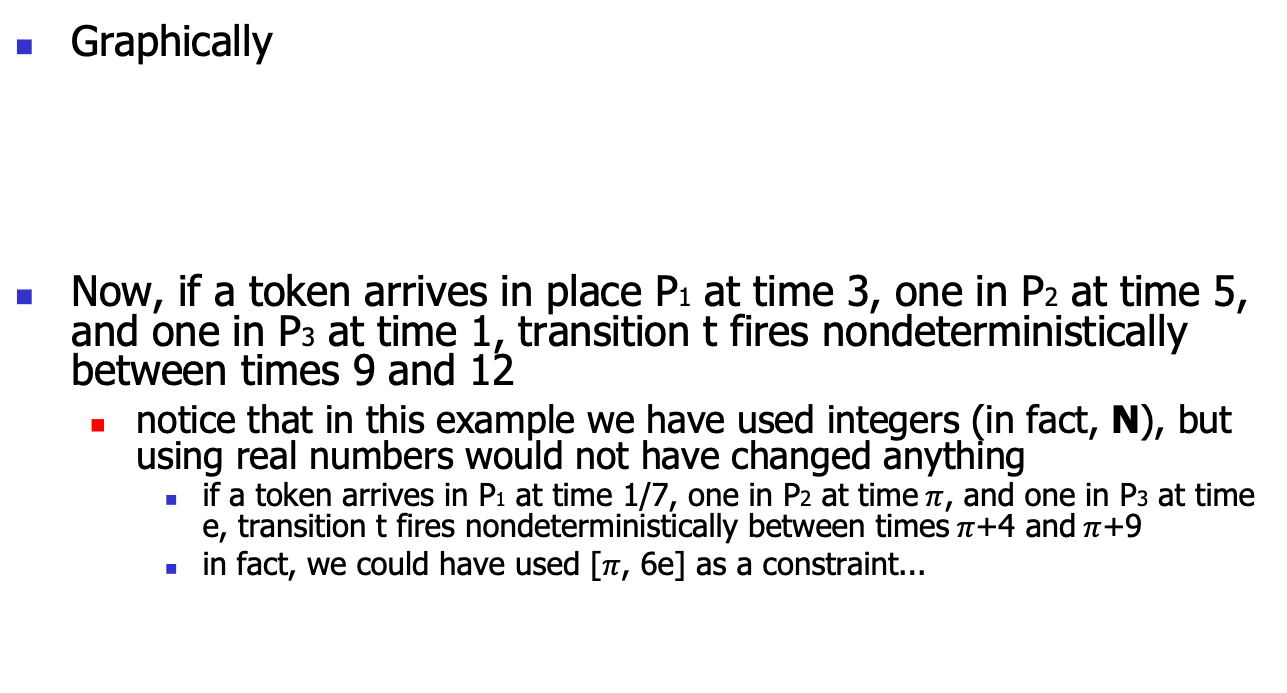 Graphically
Now, if a token arrives in place P₁ at time 3, one in P₂ at time 5,
and one in P₃ at time 1, transition t fires nondeterministically
between times 9 and 12
notice that in this example we have used integers (in fact, N), but
using real numbers would not have changed anything
if a token arrives in P₁ at time 1/7, one in P₂ at time π, and one in P₃ at time
e, transition t fires nondeterministically between times π+4 and π+9
in fact, we could have used [π, 6e] as a constraint...